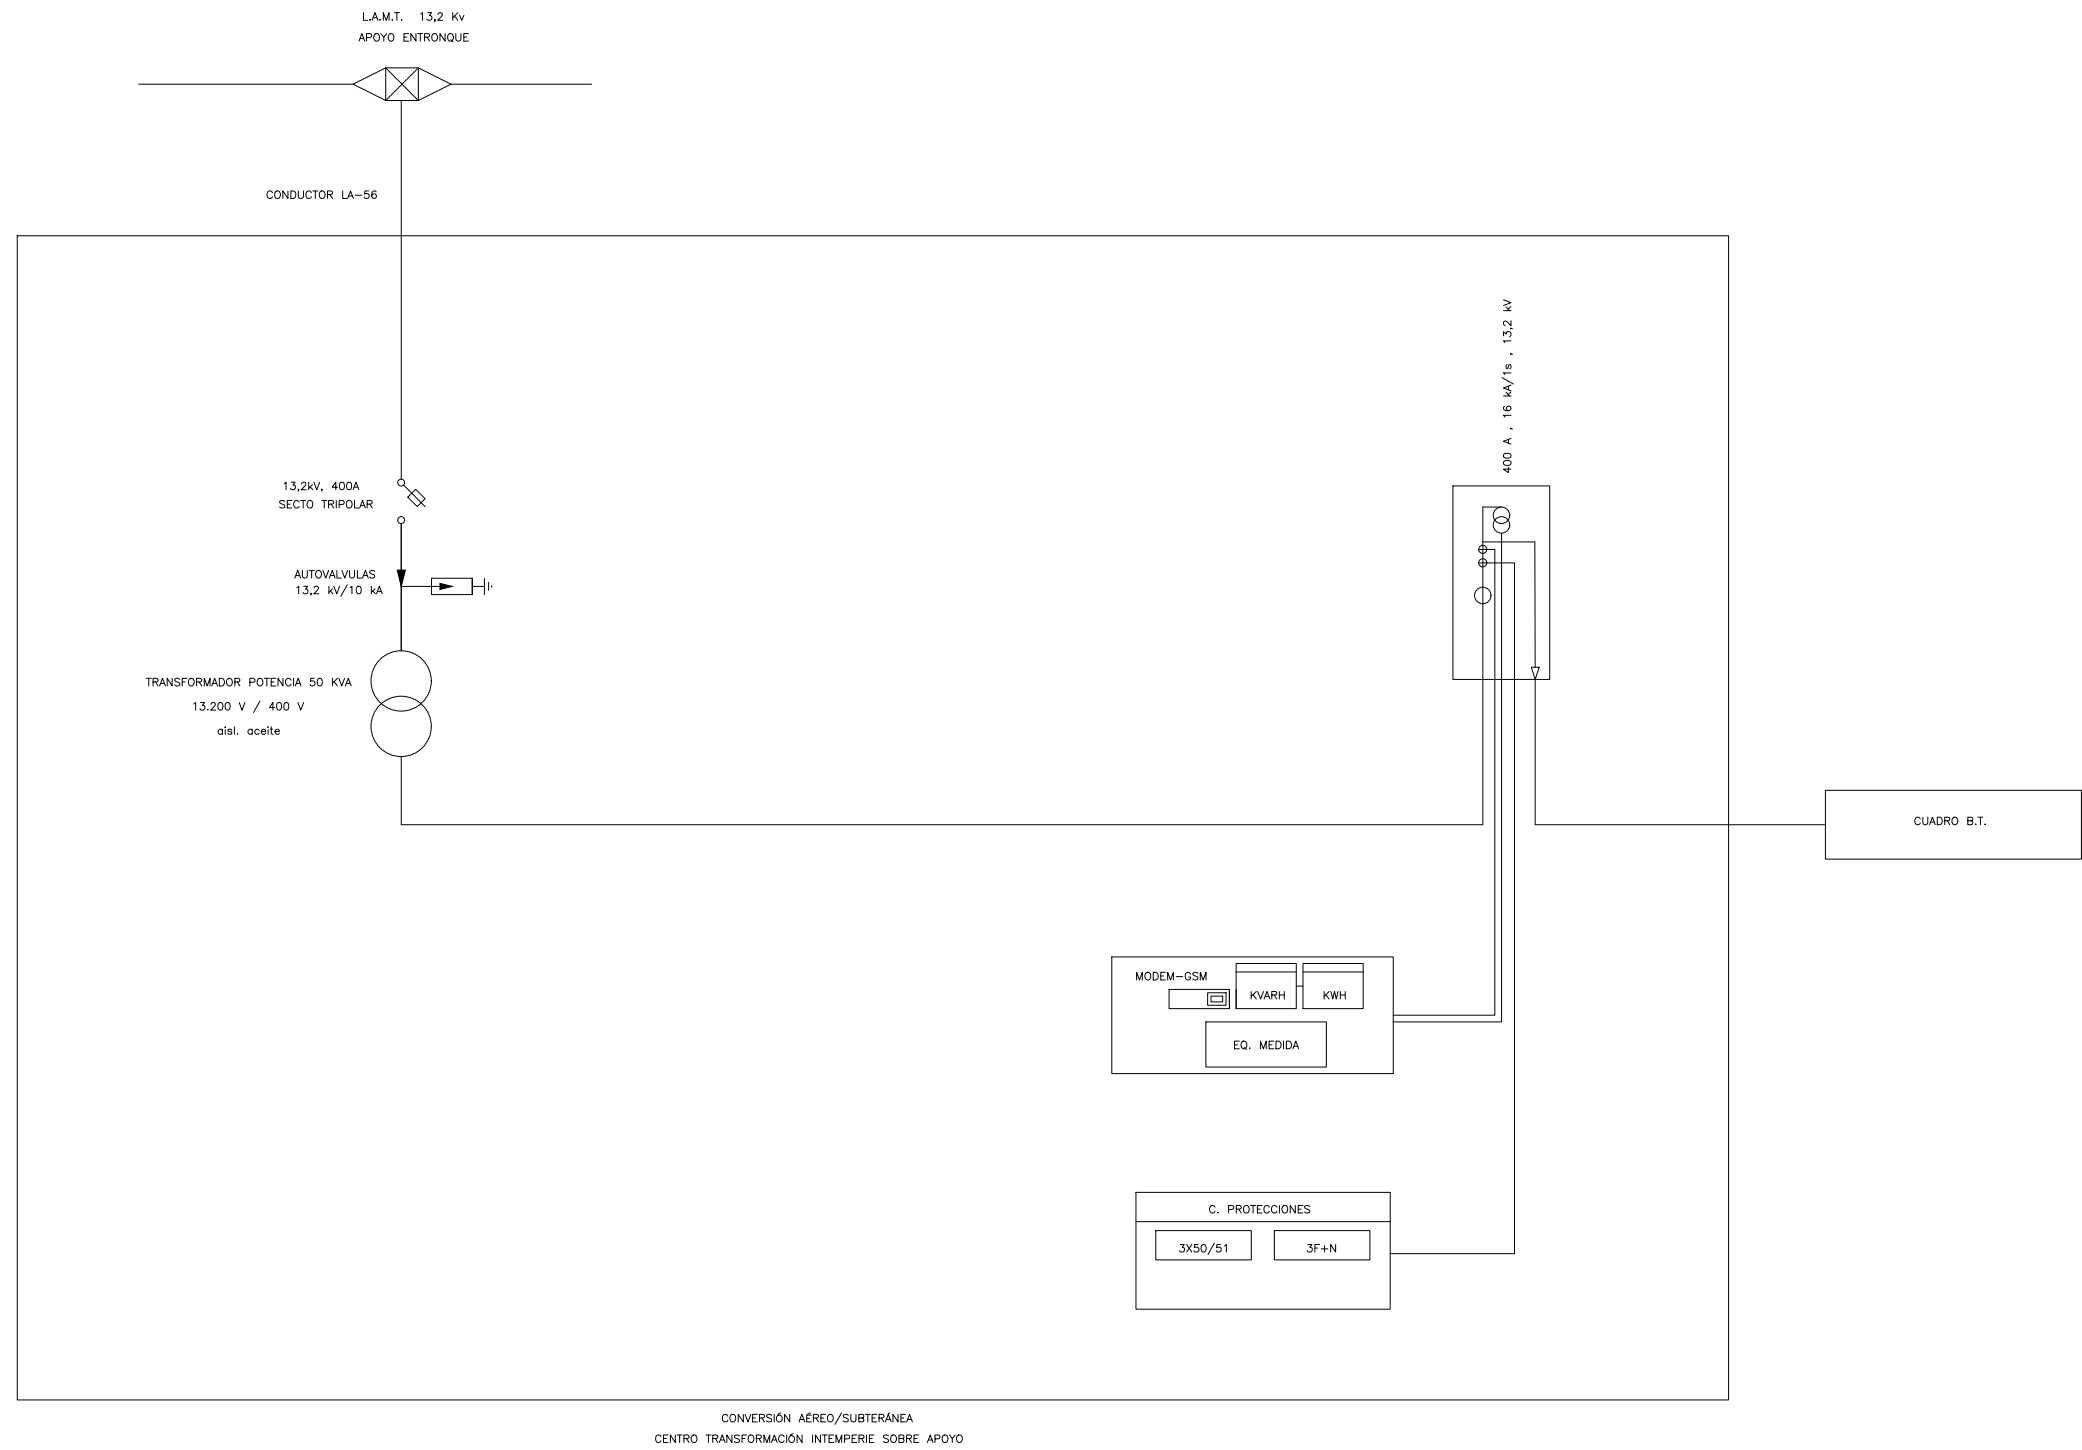 L.A.M.T. 13,2 Kv
APOYO ENTRONQUE
CONDUCTOR LA-56
400 A , 16 kA/1s , 13,2 kV
13,2kV, 400A
SECTO TRIPOLAR
AUTOVALVULAS
13,2 kV/10 kA
TRANSFORMADOR POTENCIA 50 KVA
13.200 V / 400 V
aisl. aceite
CUADRO B.T.
MODEM-GSM
KVARH
KWH
EQ. MEDIDA
C. PROTECCIONES
3X50/51
3F+N
CONVERSIÓN AÉREO/SUBTERÁNEA
CENTRO TRANSFORMACIÓN INTEMPERIE SOBRE APOYO